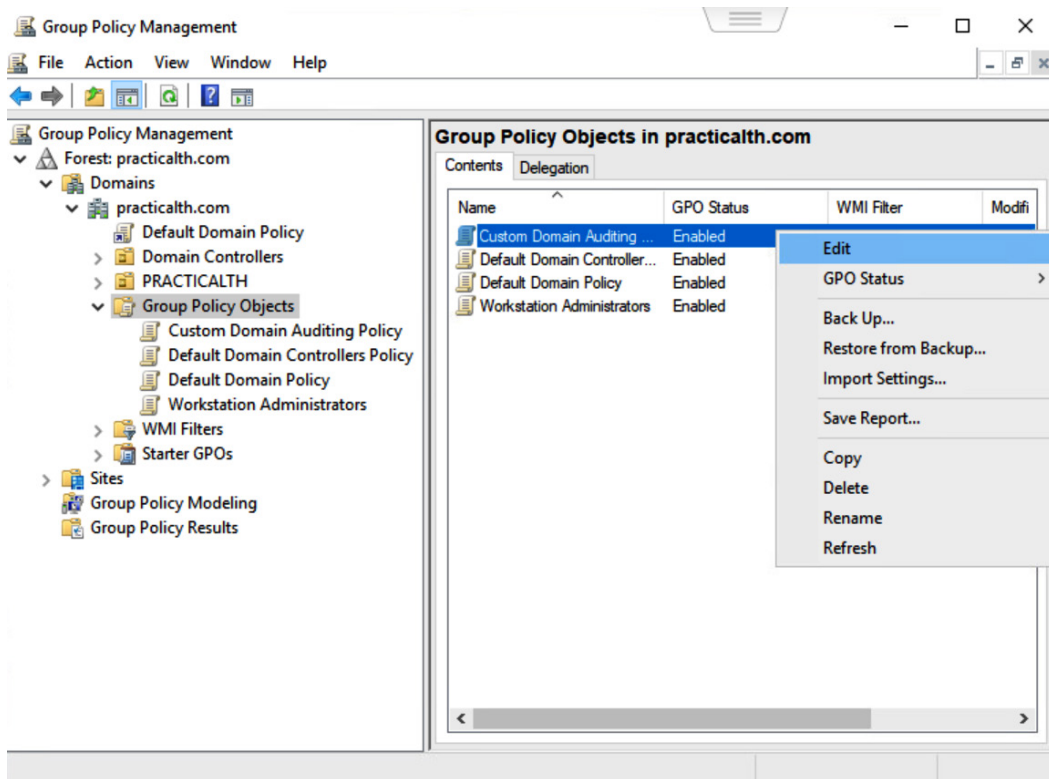 Group Policy Management
File Action View Window Help
Group Policy Management
Forest: practicalth.com
Domains
practicalth.com
Default Domain Policy
Domain Controllers
PRACTICALTH
Group Policy Objects
Custom Domain Auditing Policy
Default Domain Controllers Policy
Default Domain Policy
Workstation Administrators
WMI Filters
Starter GPOs
Sites
Group Policy Modeling
Group Policy Results
Group Policy Objects in practicalth.com
Contents Delegation
Name GPO Status WMI Filter Modifi
Custom Domain Auditing ... Enabled
Default Domain Controller... Enabled
Default Domain Policy Enabled
Workstation Administrators Enabled
Edit
GPO Status
Back Up...
Restore from Backup...
Import Settings...
Save Report...
Copy
Delete
Rename
Refresh